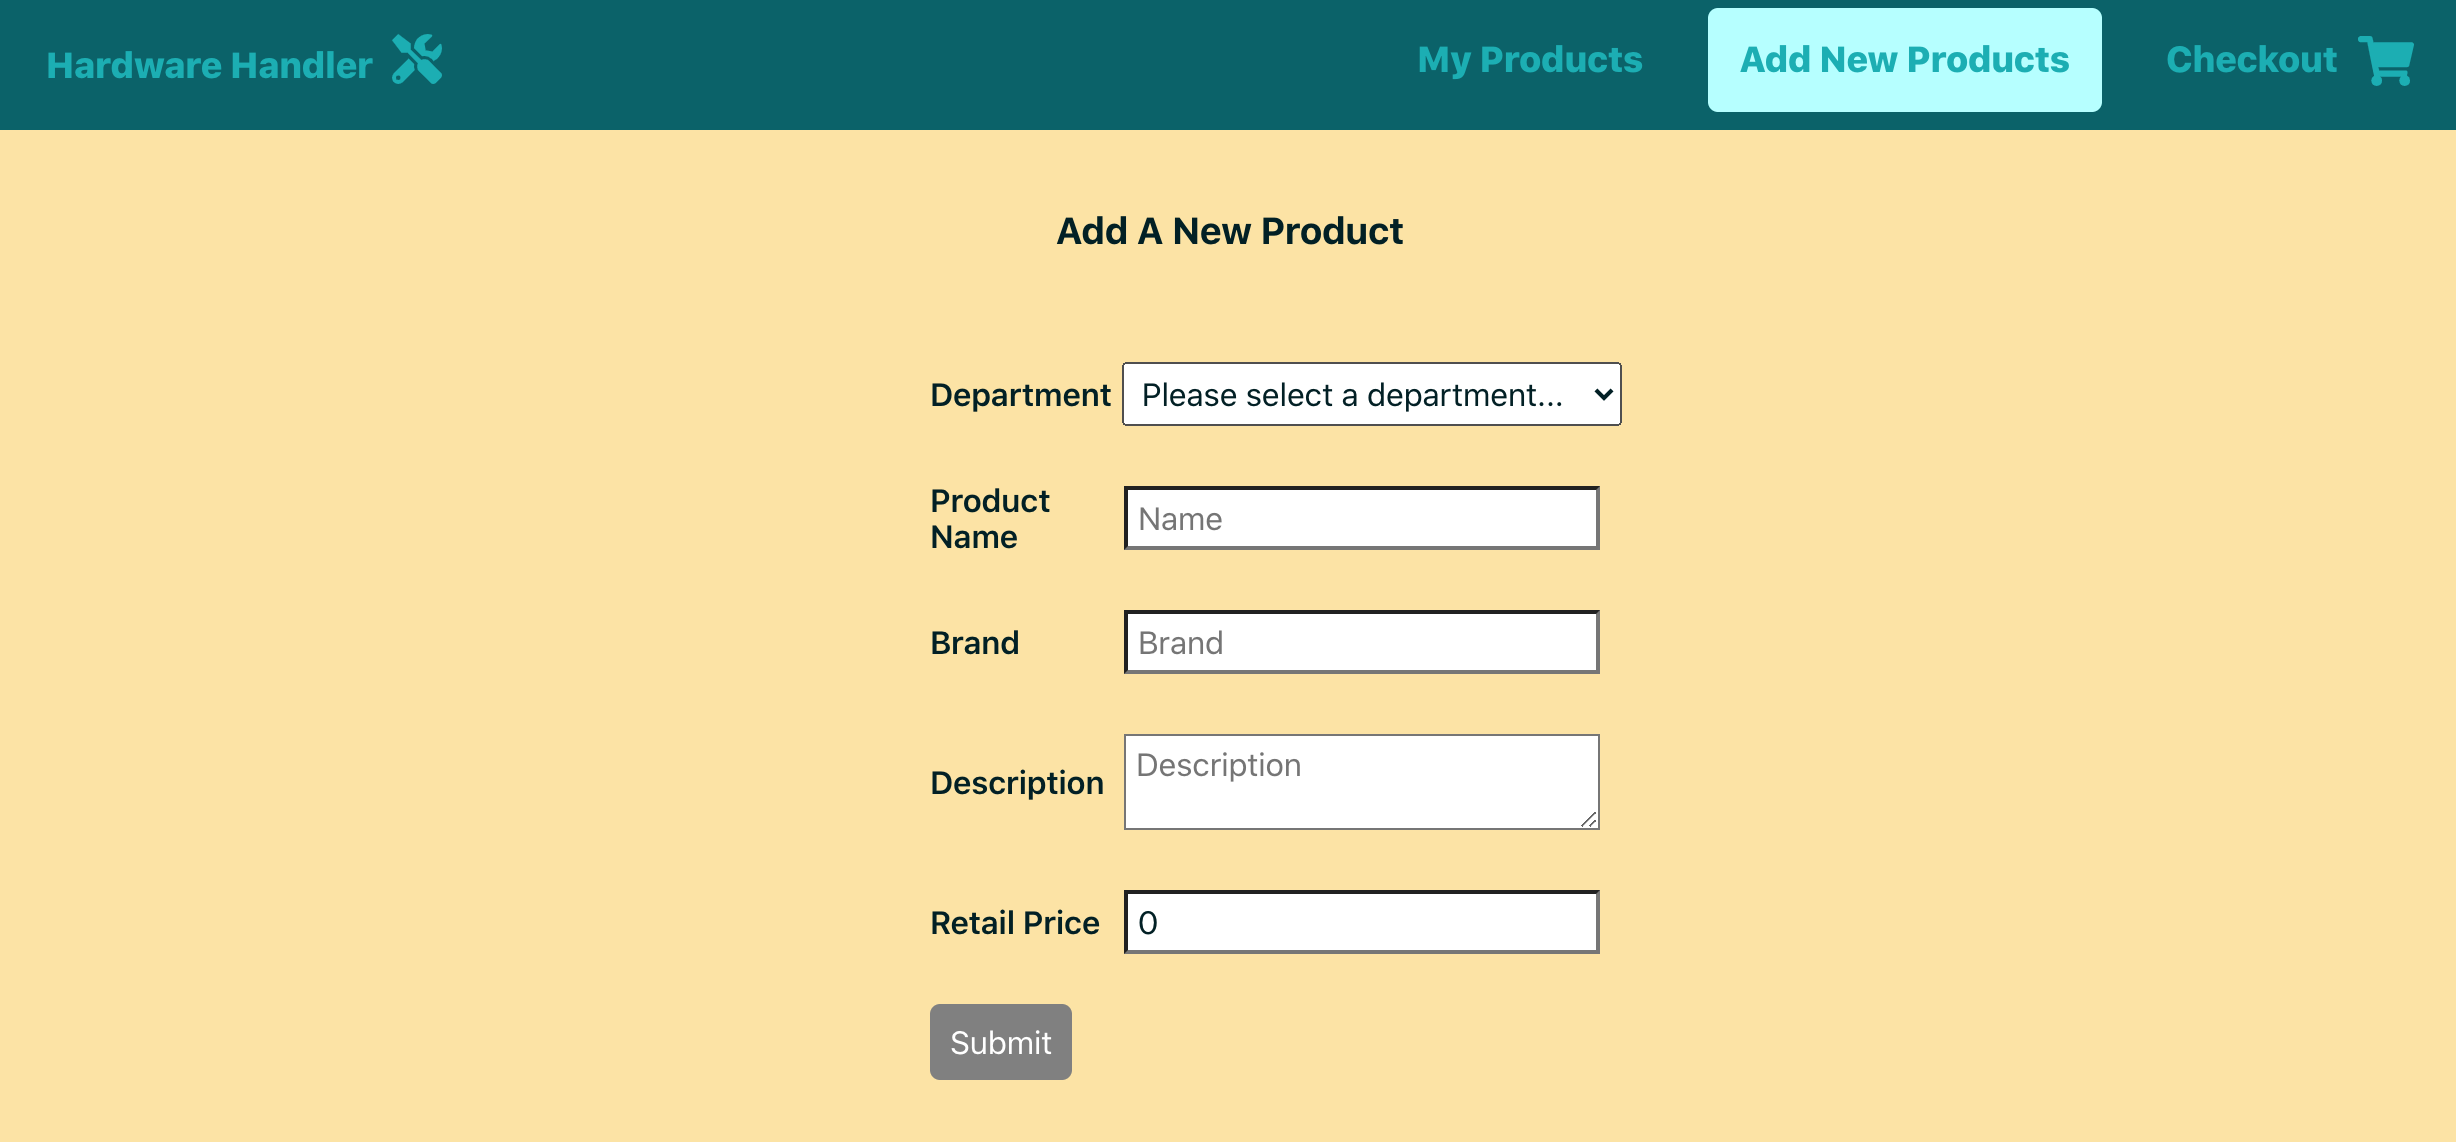 Hardware Handler
My Products
Add New Products
Checkout
Add A New Product
Department
Please select a department...
Product
Name
Name
Brand
Brand
Description
Description
Retail Price
0
Submit